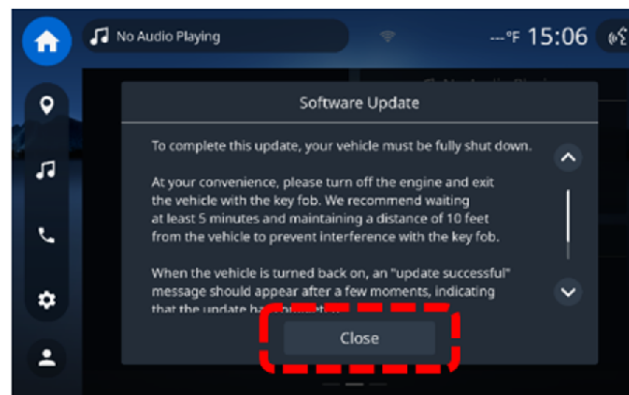 No Audio Playing
---°F 15:06
Software Update
To complete this update, your vehicle must be fully shut down.
At your convenience, please turn off the engine and exit
the vehicle with the key fob. We recommend waiting
at least 5 minutes and maintaining a distance of 10 feet
from the vehicle to prevent interference with the key fob.
When the vehicle is turned back on, an "update successful"
message should appear after a few moments, indicating
that the update
Close